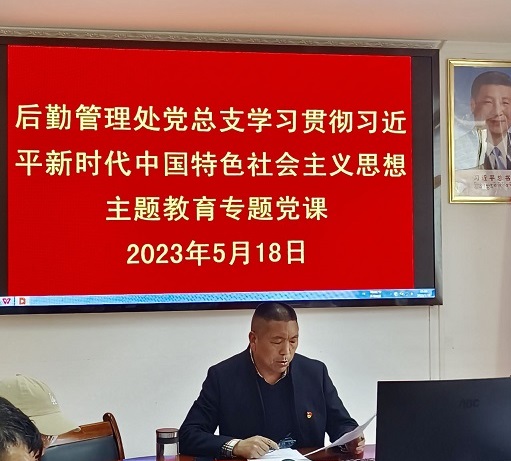 后勤管理处党总支学习贯彻习近
平新时代中国特色社会主义思想
主题教育专题党课
2023年5月18日